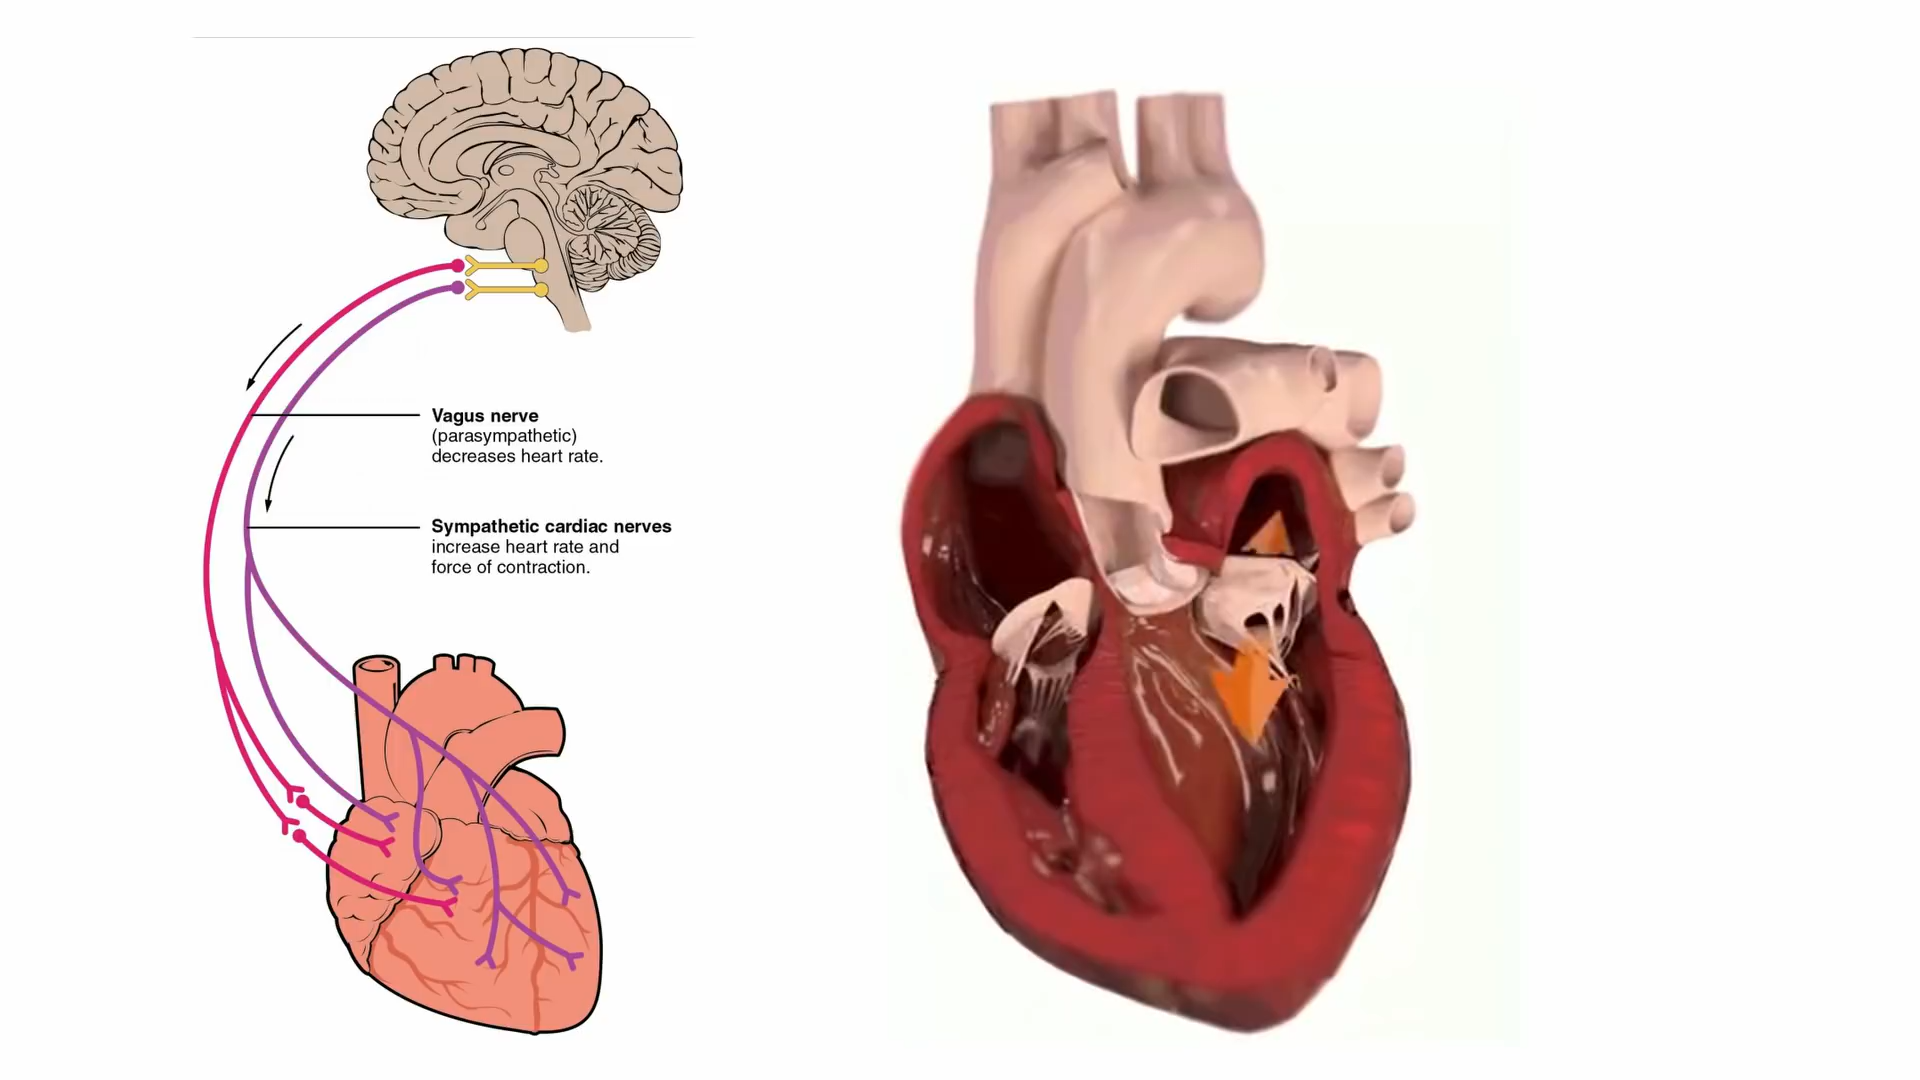 Vagus nerve
(parasympathetic)
decreases heart rate.
Sympathetic cardiac nerves
increase heart rate and
force of contraction.